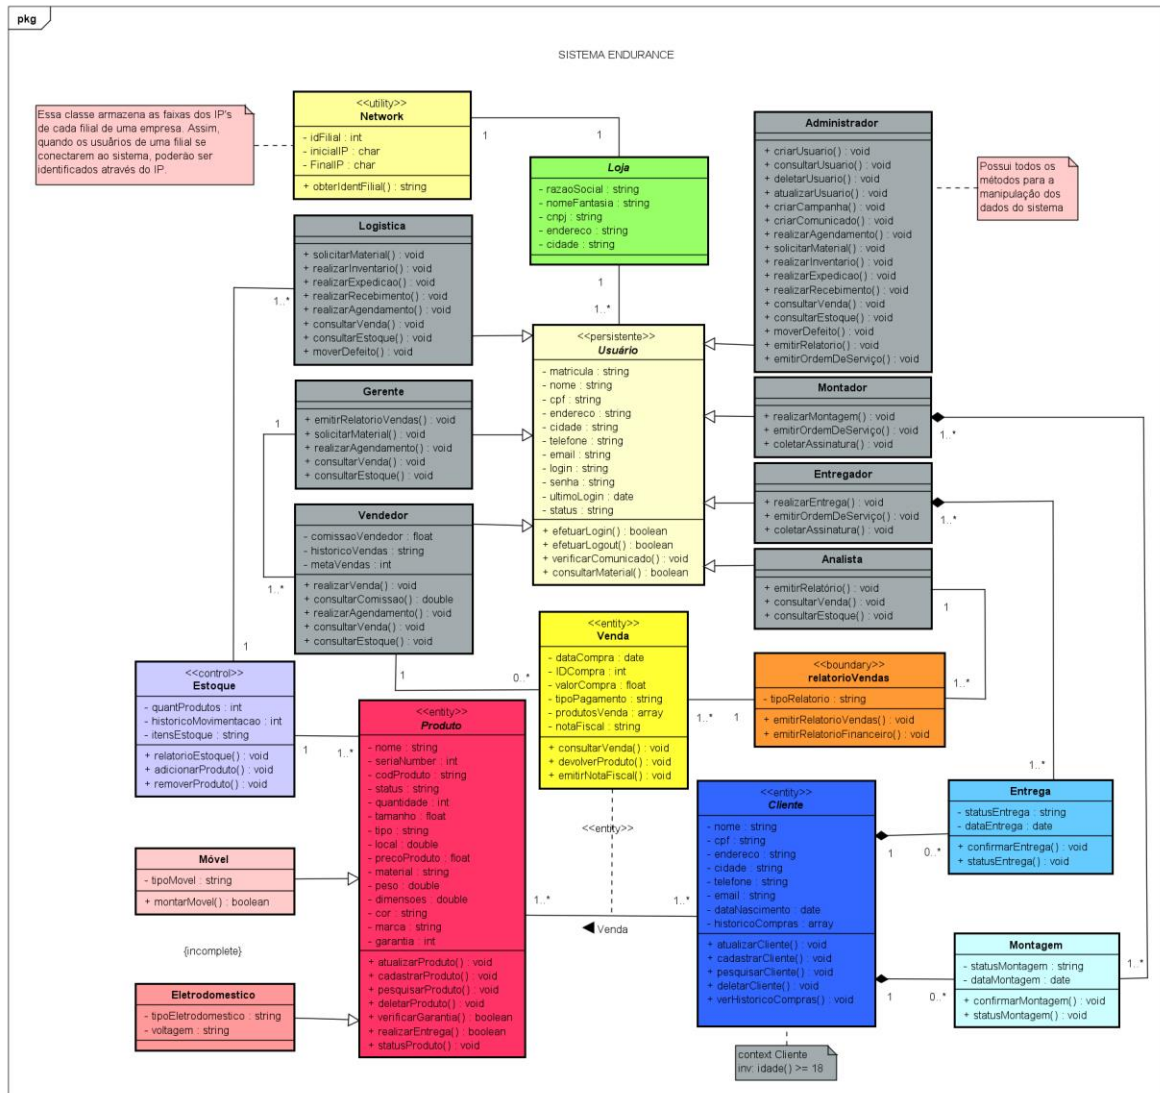 pkg
SISTEMA ENDURANCE
Essa classe armazena as faixas dos IP's
de cada filial de uma empresa. Assim,
quando os usuários de uma filial se
conectarem ao sistema, poderão ser
identificados através do IP.
<<utility>>
Network
- idFilial : int
- inicialIP : char
- FinalIP : char
+ obterIdentFilial() : string
1
1
Loja
- razaoSocial : string
- nomeFantasia : string
- cnpj : string
- endereco : string
- cidade : string
1
1..*
Administrador
+ criarUsuario() : void
+ consultarUsuario() : void
+ deletarUsuario() : void
+ atualizarUsuario() : void
+ criarCampanha() : void
+ criarComunicado() : void
+ realizarAgendamento() : void
+ solicitarMaterial() : void
+ realizarInventario() : void
+ realizarExpedicao() : void
+ realizarRecebimento() : void
+ consultarVenda() : void
+ consultarEstoque() : void
+ moverDefeito() : void
+ emitirRelatorio() : void
+ emitirOrdemDeServiço() : void
Possui todos os
métodos para a
manipulação dos
dados do sistema
Logistica
+ solicitarMaterial() : void
+ realizarInventario() : void
+ realizarExpedicao() : void
+ realizarRecebimento() : void
+ realizarAgendamento() : void
+ consultarVenda() : void
+ consultarEstoque() : void
+ moverDefeito() : void
1..*
<<persistente>>
Usuário
- matricula : string
- nome : string
- cpf : string
- endereco : string
- cidade : string
- telefone : string
- email : string
- login : string
- senha : string
- ultimoLogin : date
- status : string
+ efetuarLogin() : boolean
+ efetuarLogout() : boolean
+ verificarComunicado() : void
+ consultarMaterial() : boolean
Gerente
+ emitirRelatorioVendas() : void
+ solicitarMaterial() : void
+ realizarAgendamento() : void
+ consultarVenda() : void
+ consultarEstoque() : void
1
Montador
+ realizarMontagem() : void
+ emitirOrdemDeServiço() : void
+ coletarAssinatura() : void
1..*
Entregador
+ realizarEntrega() : void
+ emitirOrdemDeServiço() : void
+ coletarAssinatura() : void
1..*
Vendedor
- comissaoVendedor : float
- historicoVendas : string
- metaVendas : int
+ realizarVenda() : void
+ consultarComissao() : double
+ realizarAgendamento() : void
+ consultarVenda() : void
+ consultarEstoque() : void
1..*
1
0..*
Analista
+ emitirRelatório() : void
+ consultarVenda() : void
+ consultarEstoque() : void
1
1..*
1
<<control>>
Estoque
- quantProdutos : int
- historicoMovimentacao : int
- itensEstoque : string
+ relatorioEstoque() : void
+ adicionarProduto() : void
+ removerProduto() : void
1
1..*
<<entity>>
Venda
- dataCompra : date
- IDCompra : int
- valorCompra : float
- tipoPagamento : string
- produtosVenda : array
- notaFiscal : string
+ consultarVenda() : void
+ devolverProduto() : void
+ emitirNotaFiscal() : void
1..*
1
<<boundary>>
relatorioVendas
- tipoRelatorio : string
+ emitirRelatorioVendas() : void
+ emitirRelatorioFinanceiro() : void
<<entity>>
Produto
- nome : string
- serialNumber : int
- codProduto : string
- status : string
- quantidade : int
- tamanho : float
- tipo : string
- local : double
- precoProduto : float
- material : string
- peso : double
- dimensoes : double
- cor : string
- marca : string
- garantia : int
+ atualizarProduto() : void
+ cadastrarProduto() : void
+ pesquisarProduto() : void
+ deletarProduto() : void
+ verificarGarantia() : boolean
+ realizarEntrega() : boolean
+ statusProduto() : void
<<entity>>
1..*
1..*
Venda
<<entity>>
Cliente
- nome : string
- cpf : string
- endereco : string
- cidade : string
- telefone : string
- email : string
- dataNascimento : date
- historicoCompras : array
+ atualizarCliente() : void
+ cadastrarCliente() : void
+ pesquisarCliente() : void
+ deletarCliente() : void
+ verHistoricoCompras() : void
1..*
Entrega
- statusEntrega : string
- dataEntrega : date
+ confirmarEntrega() : void
+ statusEntrega() : void
1
0..*
Móvel
- tipoMovel : string
+ montarMovel() : boolean
{incomplete}
Eletrodomestico
- tipoEletrodomestico : string
- voltagem : string
Montagem
- statusMontagem : string
- dataMontagem : date
+ confirmarMontagem() : void
+ statusMontagem() : void
1..*
1
0..*
context Cliente
inv: idade() >= 18